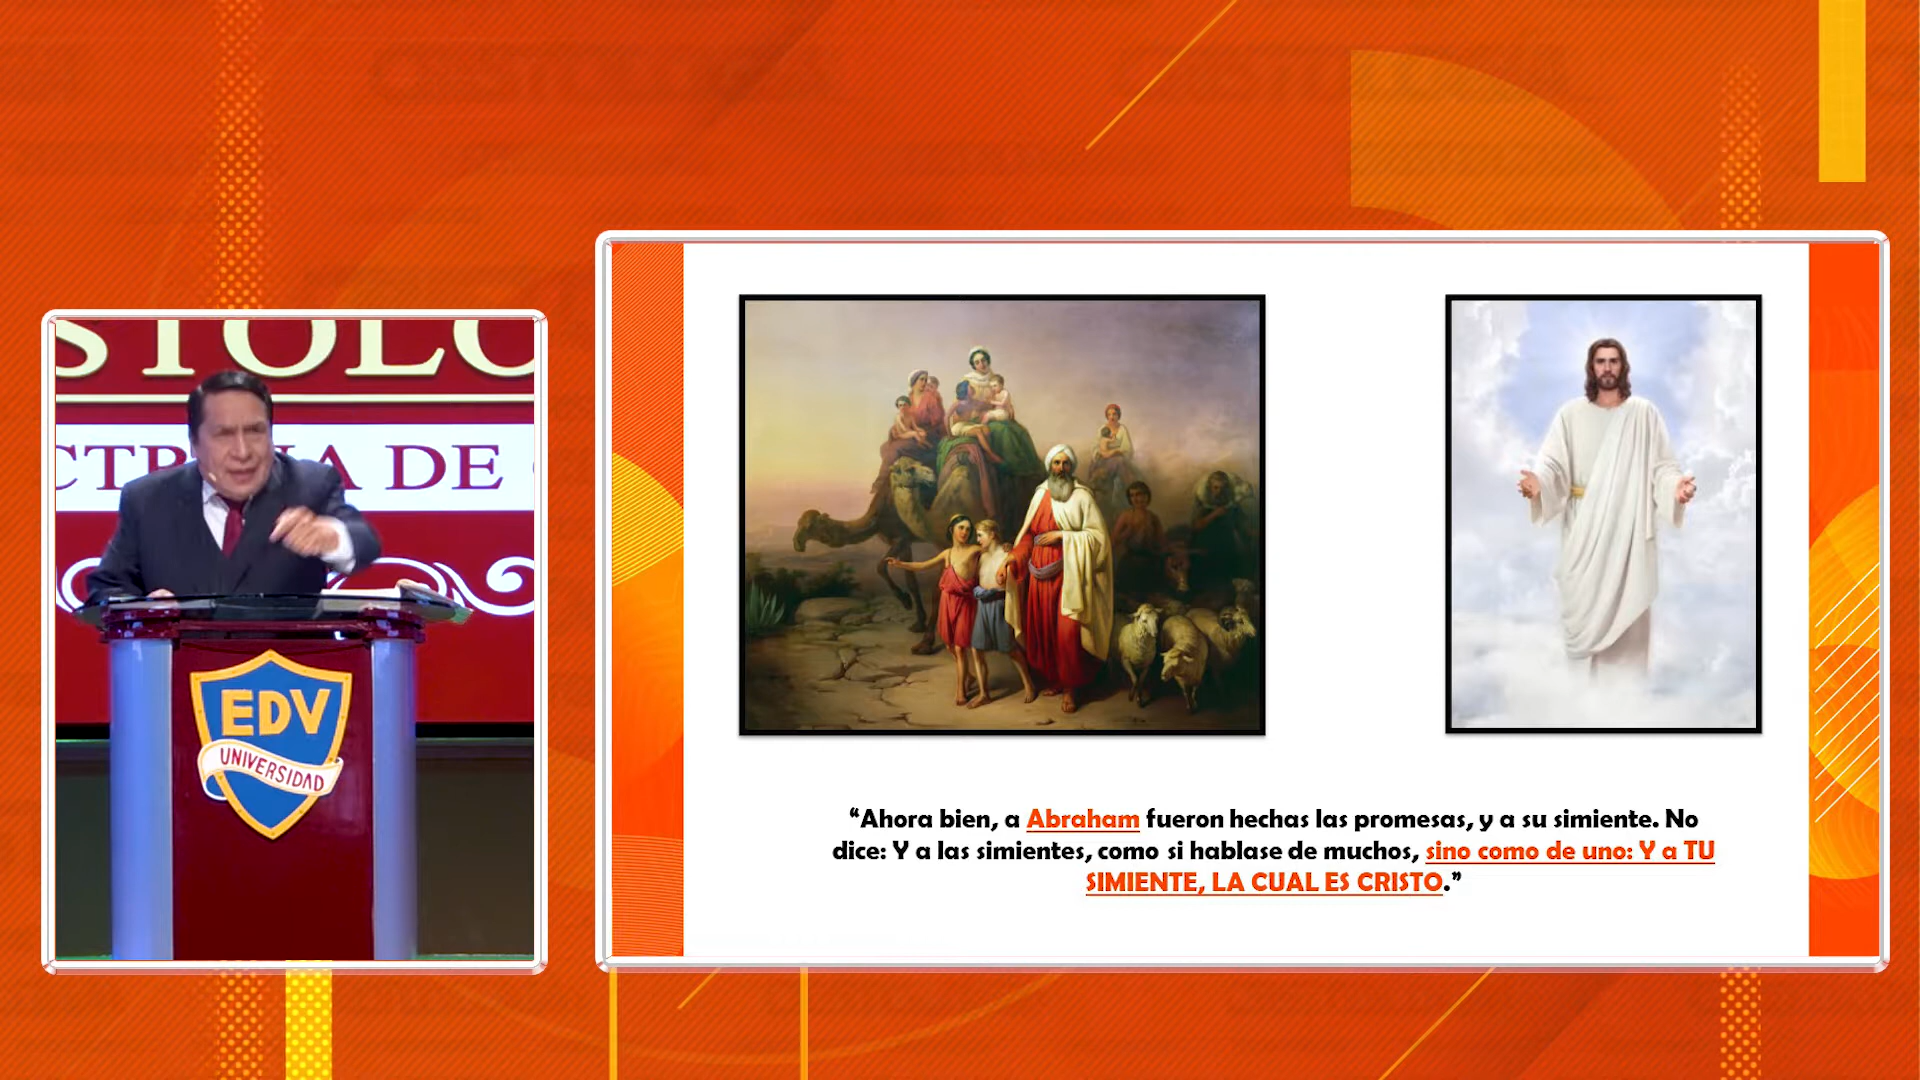 STOLO
CTRINA DE
EDV
UNIVERSIDAD
“Ahora bien, a Abraham fueron hechas las promesas, y a su simiente. No
dice: Y a las simientes, como si hablase de muchos, sino como de uno: Y a TU
SIMIENTE, LA CUAL ES CRISTO.”